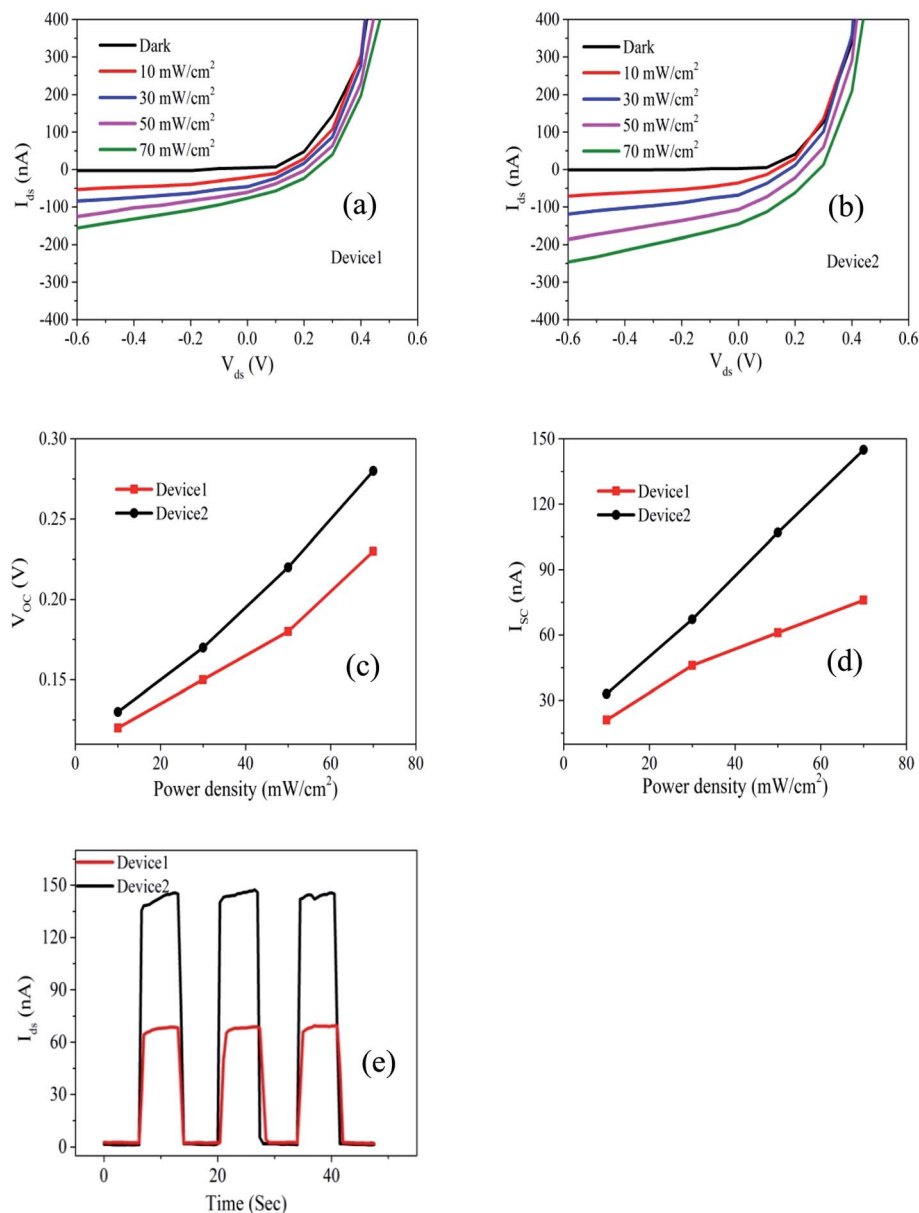 400
300
200
100
0
-100
-200
-300
-400
I_ds (nA)
Dark
10 mW/cm²
30 mW/cm²
50 mW/cm²
70 mW/cm²
(a)
Device1
-0.6 -0.4 -0.2 0.0 0.2 0.4 0.6
V_ds (V)
400
300
200
100
0
-100
-200
-300
-400
I_ds (nA)
Dark
10 mW/cm²
30 mW/cm²
50 mW/cm²
70 mW/cm²
(b)
Device2
-0.6 -0.4 -0.2 0.0 0.2 0.4 0.6
V_ds (V)
0.30
0.25
0.20
0.15
V_OC (V)
Device1
Device2
(c)
0 20 40 60 80
Power density (mW/cm²)
150
120
90
60
30
I_SC (nA)
Device1
Device2
(d)
0 20 40 60 80
Power density (mW/cm²)
Device1
Device2
150
120
90
60
30
0
I_ds (nA)
(e)
0 20 40
Time (Sec)